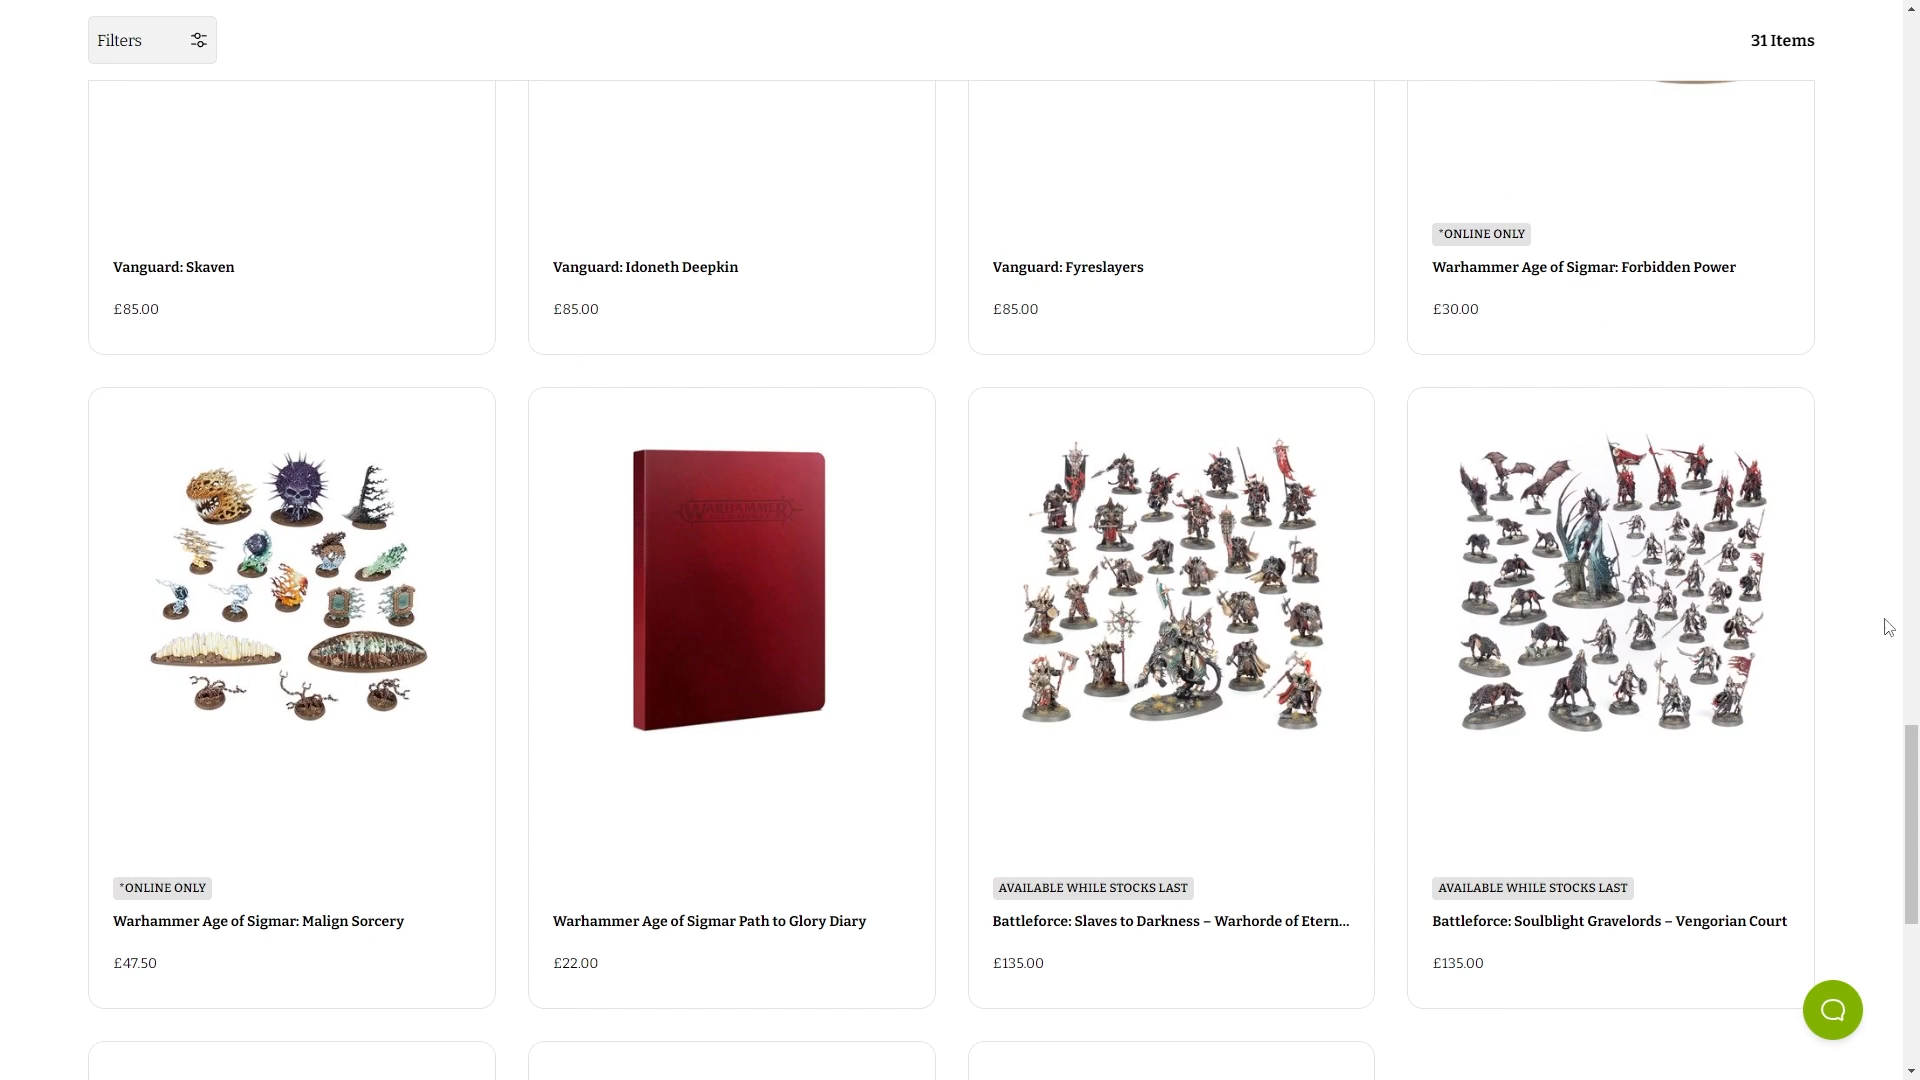 Filters
31 Items
Vanguard: Skaven
£85.00
Vanguard: Idoneth Deepkin
£85.00
Vanguard: Fyreslayers
£85.00
*ONLINE ONLY
Warhammer Age of Sigmar: Forbidden Power
£30.00
WARHAMMER
*ONLINE ONLY
Warhammer Age of Sigmar: Malign Sorcery
£47.50
Warhammer Age of Sigmar Path to Glory Diary
£22.00
AVAILABLE WHILE STOCKS LAST
Battleforce: Slaves to Darkness – Warhorde of Etern...
£135.00
AVAILABLE WHILE STOCKS LAST
Battleforce: Soulblight Gravelords – Vengorian Court
£135.00